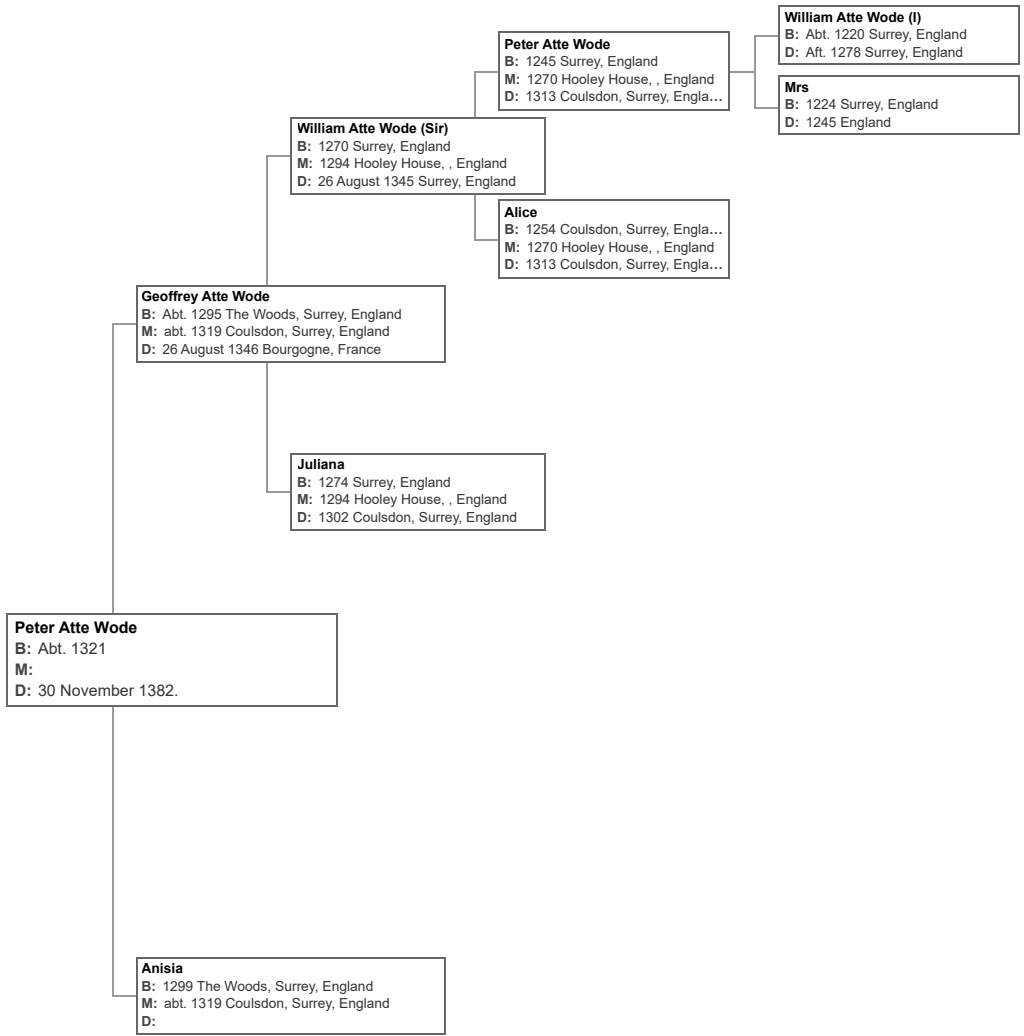 William Atte Wode (I)
B: Abt. 1220 Surrey, England
D: Aft. 1278 Surrey, England
Peter Atte Wode
B: 1245 Surrey, England
M: 1270 Hooley House, , England
D: 1313 Coulsdon, Surrey, Engla...
Mrs
B: 1224 Surrey, England
D: 1245 England
William Atte Wode (Sir)
B: 1270 Surrey, England
M: 1294 Hooley House, , England
D: 26 August 1345 Surrey, England
Alice
B: 1254 Coulsdon, Surrey, Engla...
M: 1270 Hooley House, , England
D: 1313 Coulsdon, Surrey, Engla...
Geoffrey Atte Wode
B: Abt. 1295 The Woods, Surrey, England
M: abt. 1319 Coulsdon, Surrey, England
D: 26 August 1346 Bourgogne, France
Juliana
B: 1274 Surrey, England
M: 1294 Hooley House, , England
D: 1302 Coulsdon, Surrey, England
Peter Atte Wode
B: Abt. 1321
M:
D: 30 November 1382.
Anisia
B: 1299 The Woods, Surrey, England
M: abt. 1319 Coulsdon, Surrey, England
D: